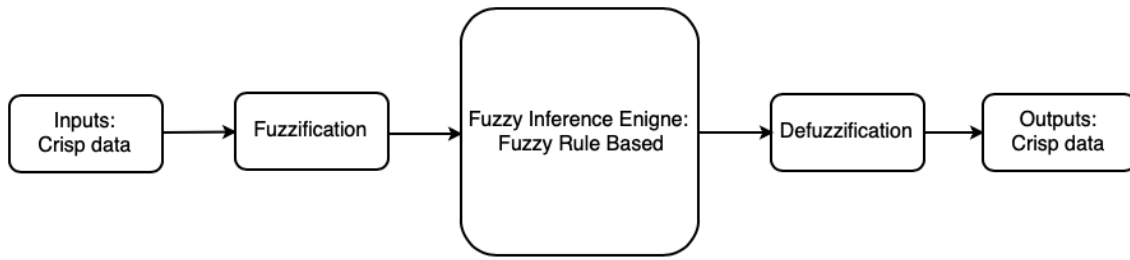 Inputs:
Crisp data
Fuzzification
Fuzzy Inference Enigne:
Fuzzy Rule Based
Defuzzification
Outputs:
Crisp data